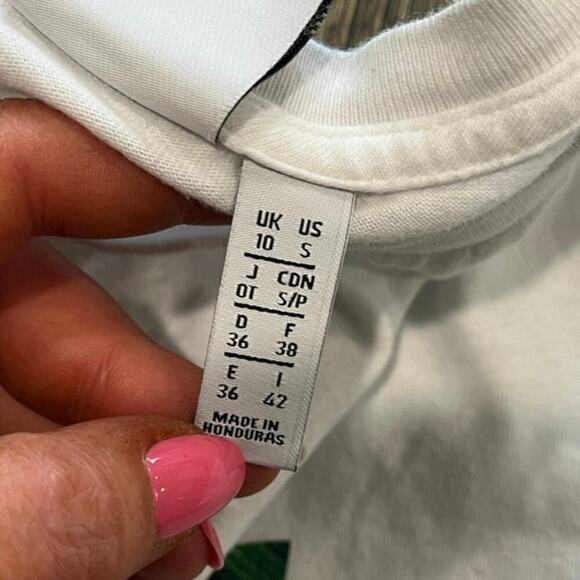 UK US
10 S
J CDN
OT S/P
D F
36 38
E I
36 42
MADE IN
HONDURAS